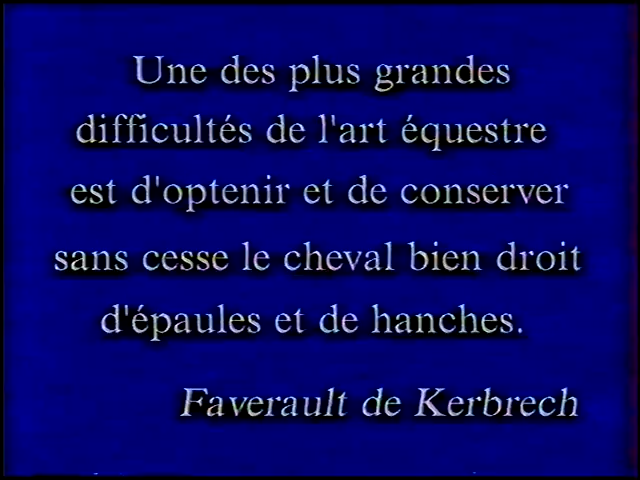 Une des plus grandes
difficultés de l'art équestre
est d'optenir et de conserver
sans cesse le cheval bien droit
d'épaules et de hanches.
Faverault de Kerbrech